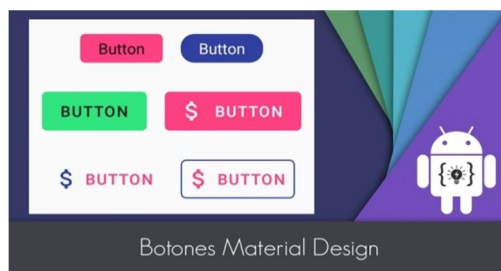 Button
Button
BUTTON
$ BUTTON
$ BUTTON
$ BUTTON
{ }
Botones Material Design